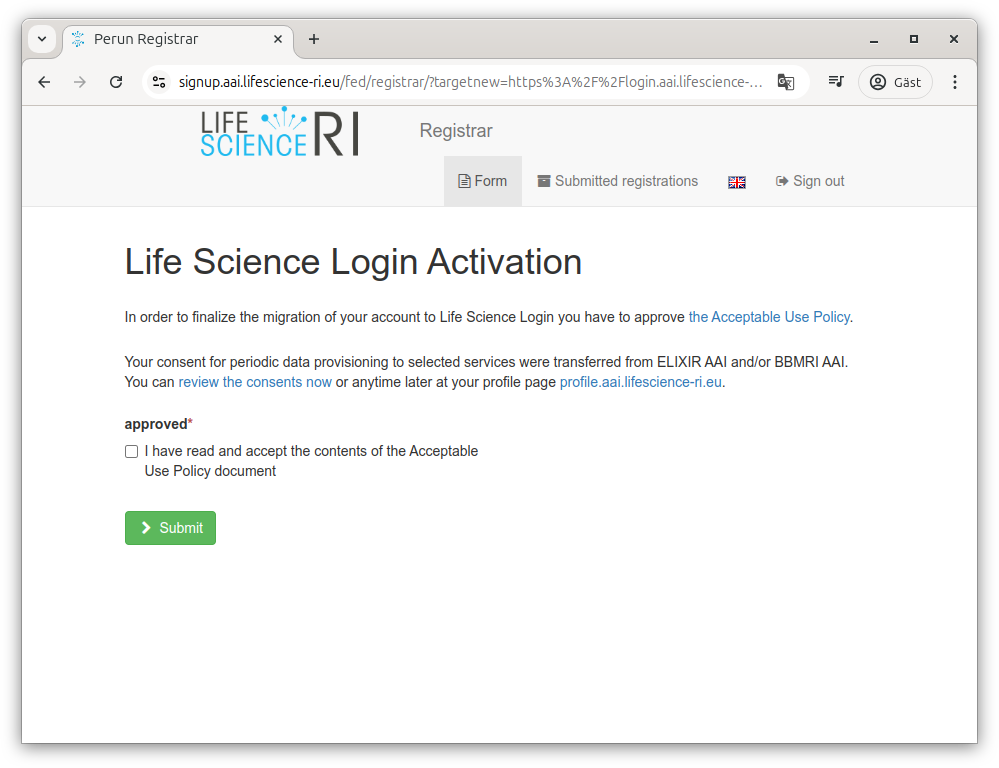 Perun Registrar
signup.aai.lifescience-ri.eu/fed/registrar/?targetnew=https%3A%2F%2Flogin.aai.lifescience-...
Gäst
LIFE SCIENCE RI
Registrar
Form
Submitted registrations
Sign out
Life Science Login Activation
In order to finalize the migration of your account to Life Science Login you have to approve the Acceptable Use Policy.
Your consent for periodic data provisioning to selected services were transferred from ELIXIR AAI and/or BBMRI AAI.
You can review the consents now or anytime later at your profile page profile.aai.lifescience-ri.eu.
approved*
I have read and accept the contents of the Acceptable
Use Policy document
Submit